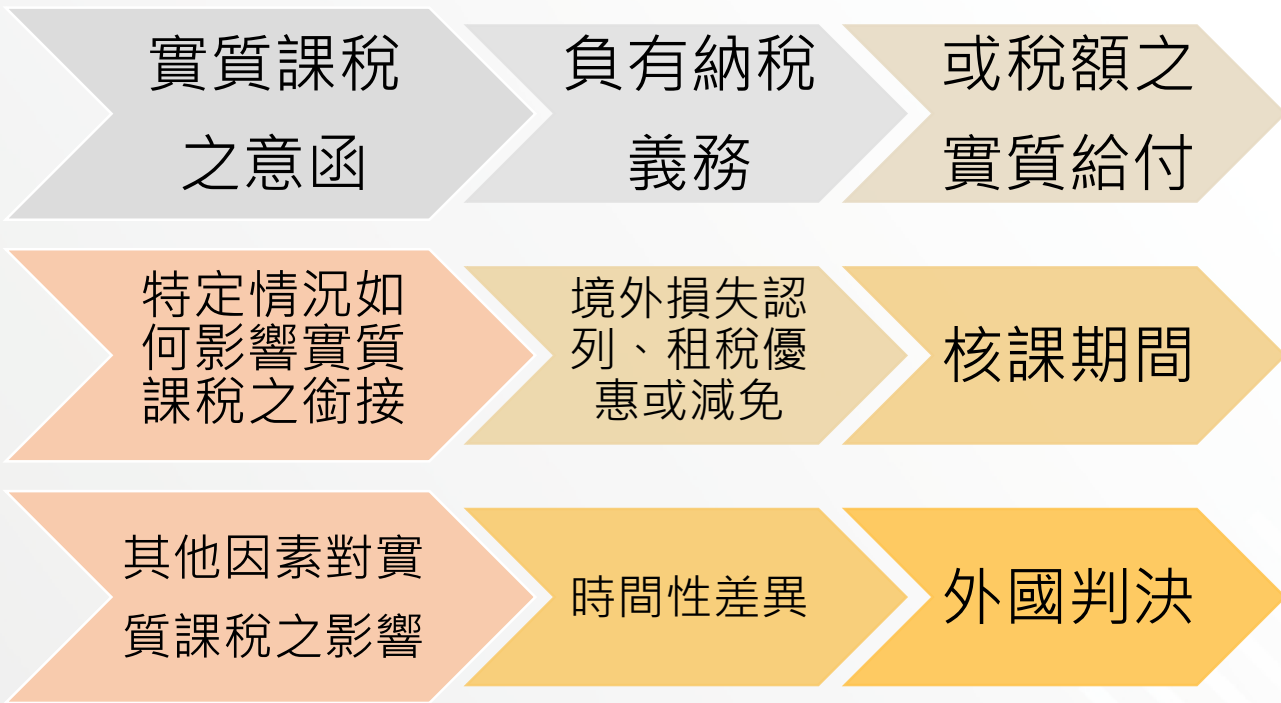 實質課稅
之意函
負有納稅
義務
或稅額之
實質給付
特定情況如
何影響實質
課稅之銜接
境外損失認
列、租稅優
惠或減免
核課期間
其他因素對實
質課稅之影響
時間性差異
外國判決